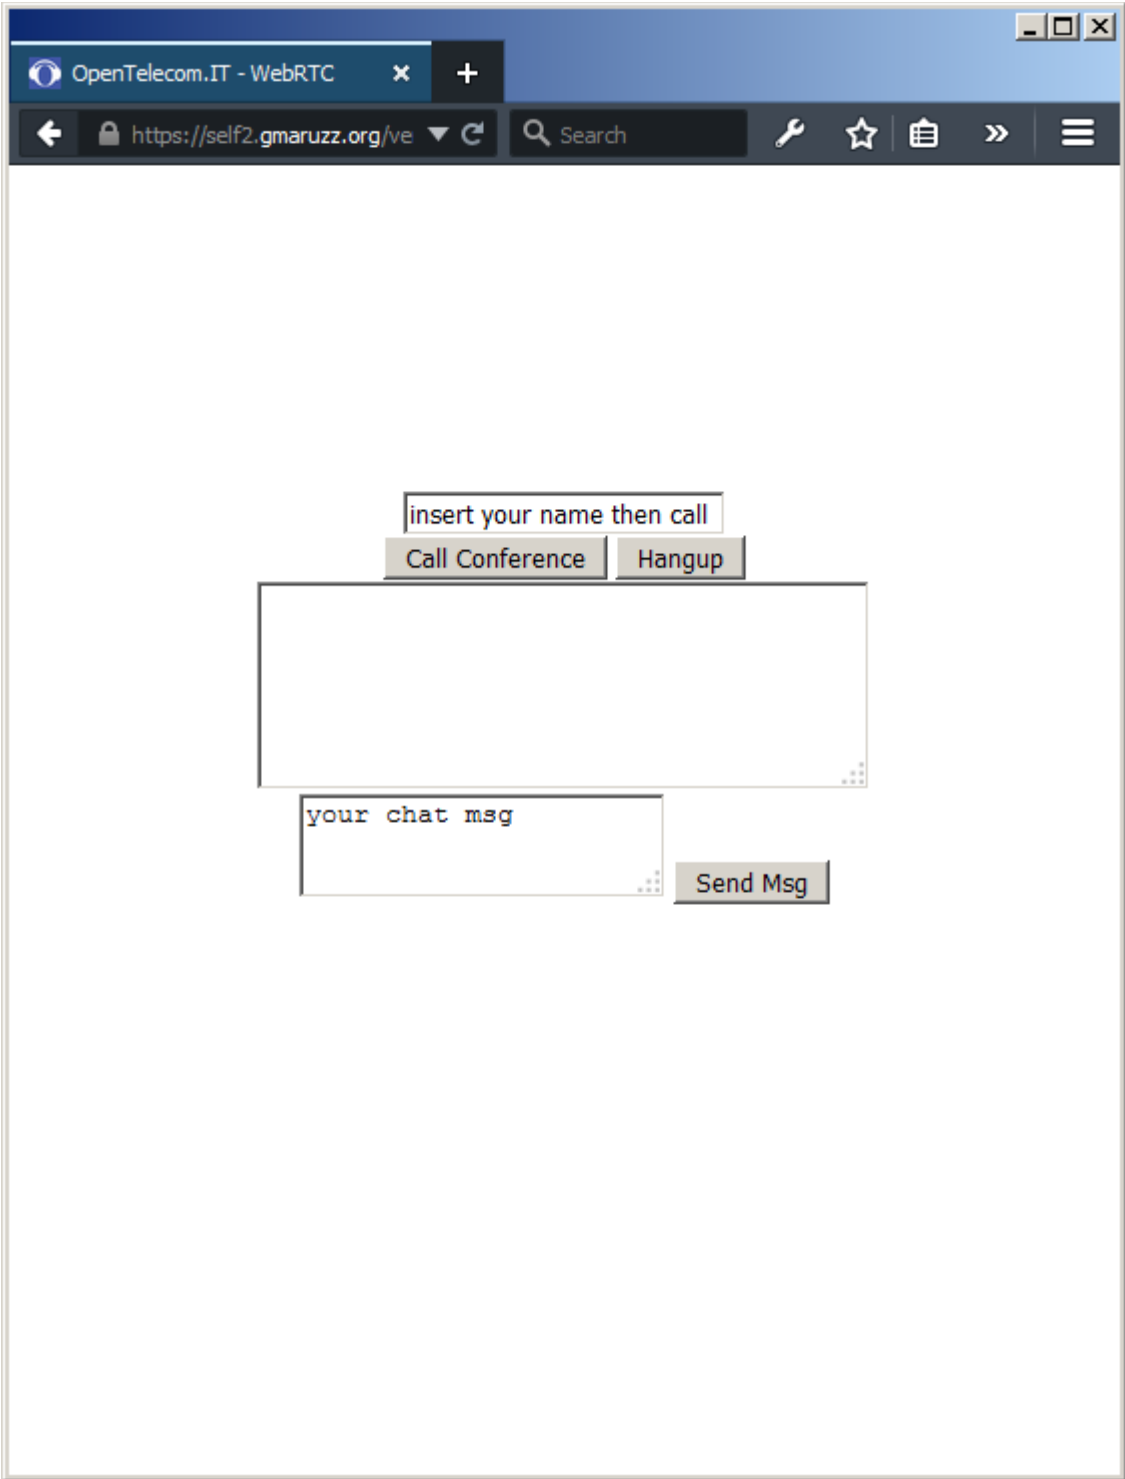 OpenTelecom.IT - WebRTC
https://self2.gmaruzz.org/ve
Search
insert your name then call
Call Conference Hangup
your chat msg
Send Msg